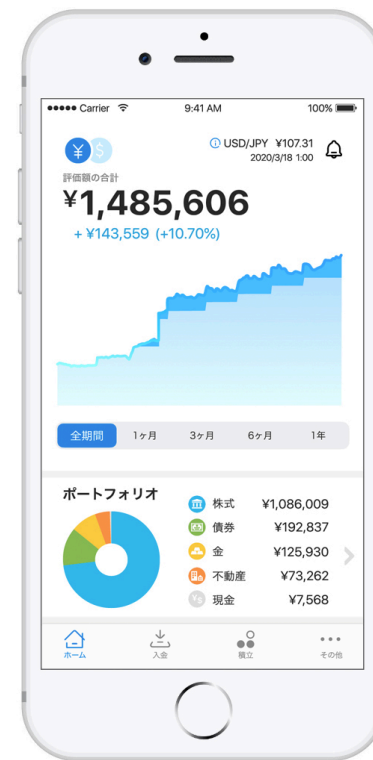 ●●●●● Carrier 9:41 AM 100%
¥ $
USD/JPY ¥107.31
2020/3/18 1:00
評価額の合計
¥1,485,606
+ ¥143,559 (+10.70%)
全期間 1ヶ月 3ヶ月 6ヶ月 1年
ポートフォリオ
株式 ¥1,086,009
債券 ¥192,837
金 ¥125,930
不動産 ¥73,262
現金 ¥7,568
ホーム 入金 積立 その他